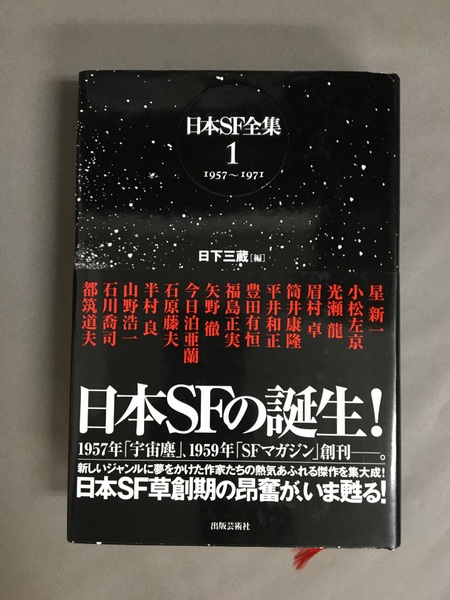 日本SF全集
1
1957～1971
日下三蔵[編]
星 新一
小松左京
光瀬 龍
眉村 卓
筒井康隆
平井和正
豊田有恒
福島正実
矢野 徹
今日泊亜蘭
石原藤夫
半村 良
山野浩一
石川喬司
都筑道夫
日本SFの誕生!
1957年「宇宙塵」、1959年「SFマガジン」創刊――。
新しいジャンルに夢をかけた作家たちの熱気あふれる傑作を集大成!
日本SF草創期の昂奮が、いま甦る!
出版芸術社